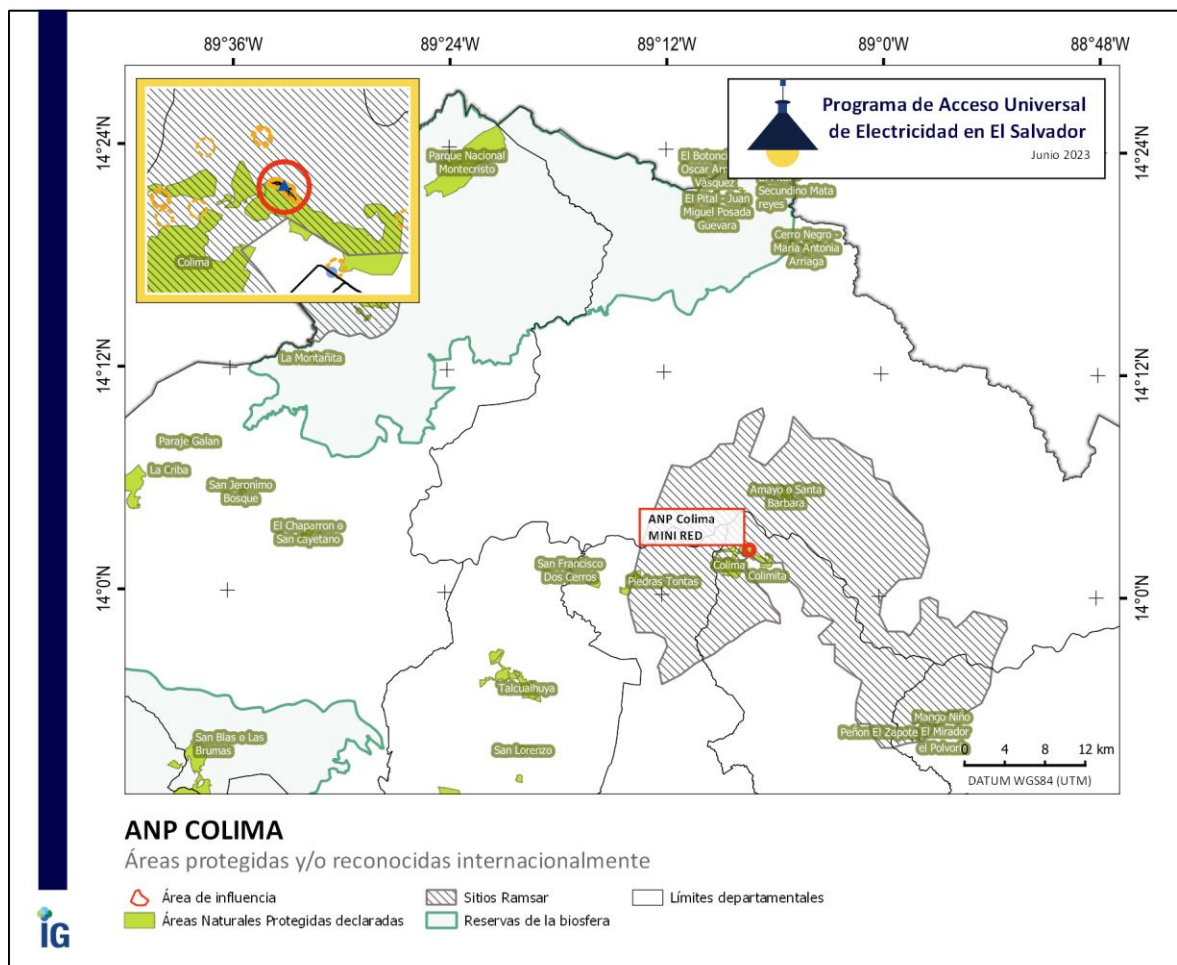 89°36'W
89°24'W
89°12'W
89°0'W
88°48'W
14°24'N
14°12'N
14°0'N
14°24'N
14°12'N
14°0'N
Programa de Acceso Universal
de Electricidad en El Salvador
Junio 2023
Colima
Parque Nacional
Montecristo
El Pital - Juan
Miguel Posada
Guevara
Vásquez
Secundino Mata
reyes
Cerro Negro -
Maria Antonia
Arriaga
La Montañita
Paraje Galan
La Criba
San Jeronimo
Bosque
El Chaparron o
San cayetano
Amayo o Santa
Barbara
ANP Colima
MINI RED
San Francisco
Dos Cerros
Piedras Tontas
Colima
Colimita
Talcualhuya
San Lorenzo
San Blas o Las
Brumas
Peñon El Zapote
Mango Niño
El Mirador
el Polvorin
0 4 8 12 km
DATUM WGS84 (UTM)
ANP COLIMA
Áreas protegidas y/o reconocidas internacionalmente
Área de influencia
Sitios Ramsar
Límites departamentales
Áreas Naturales Protegidas declaradas
Reservas de la biosfera
iG